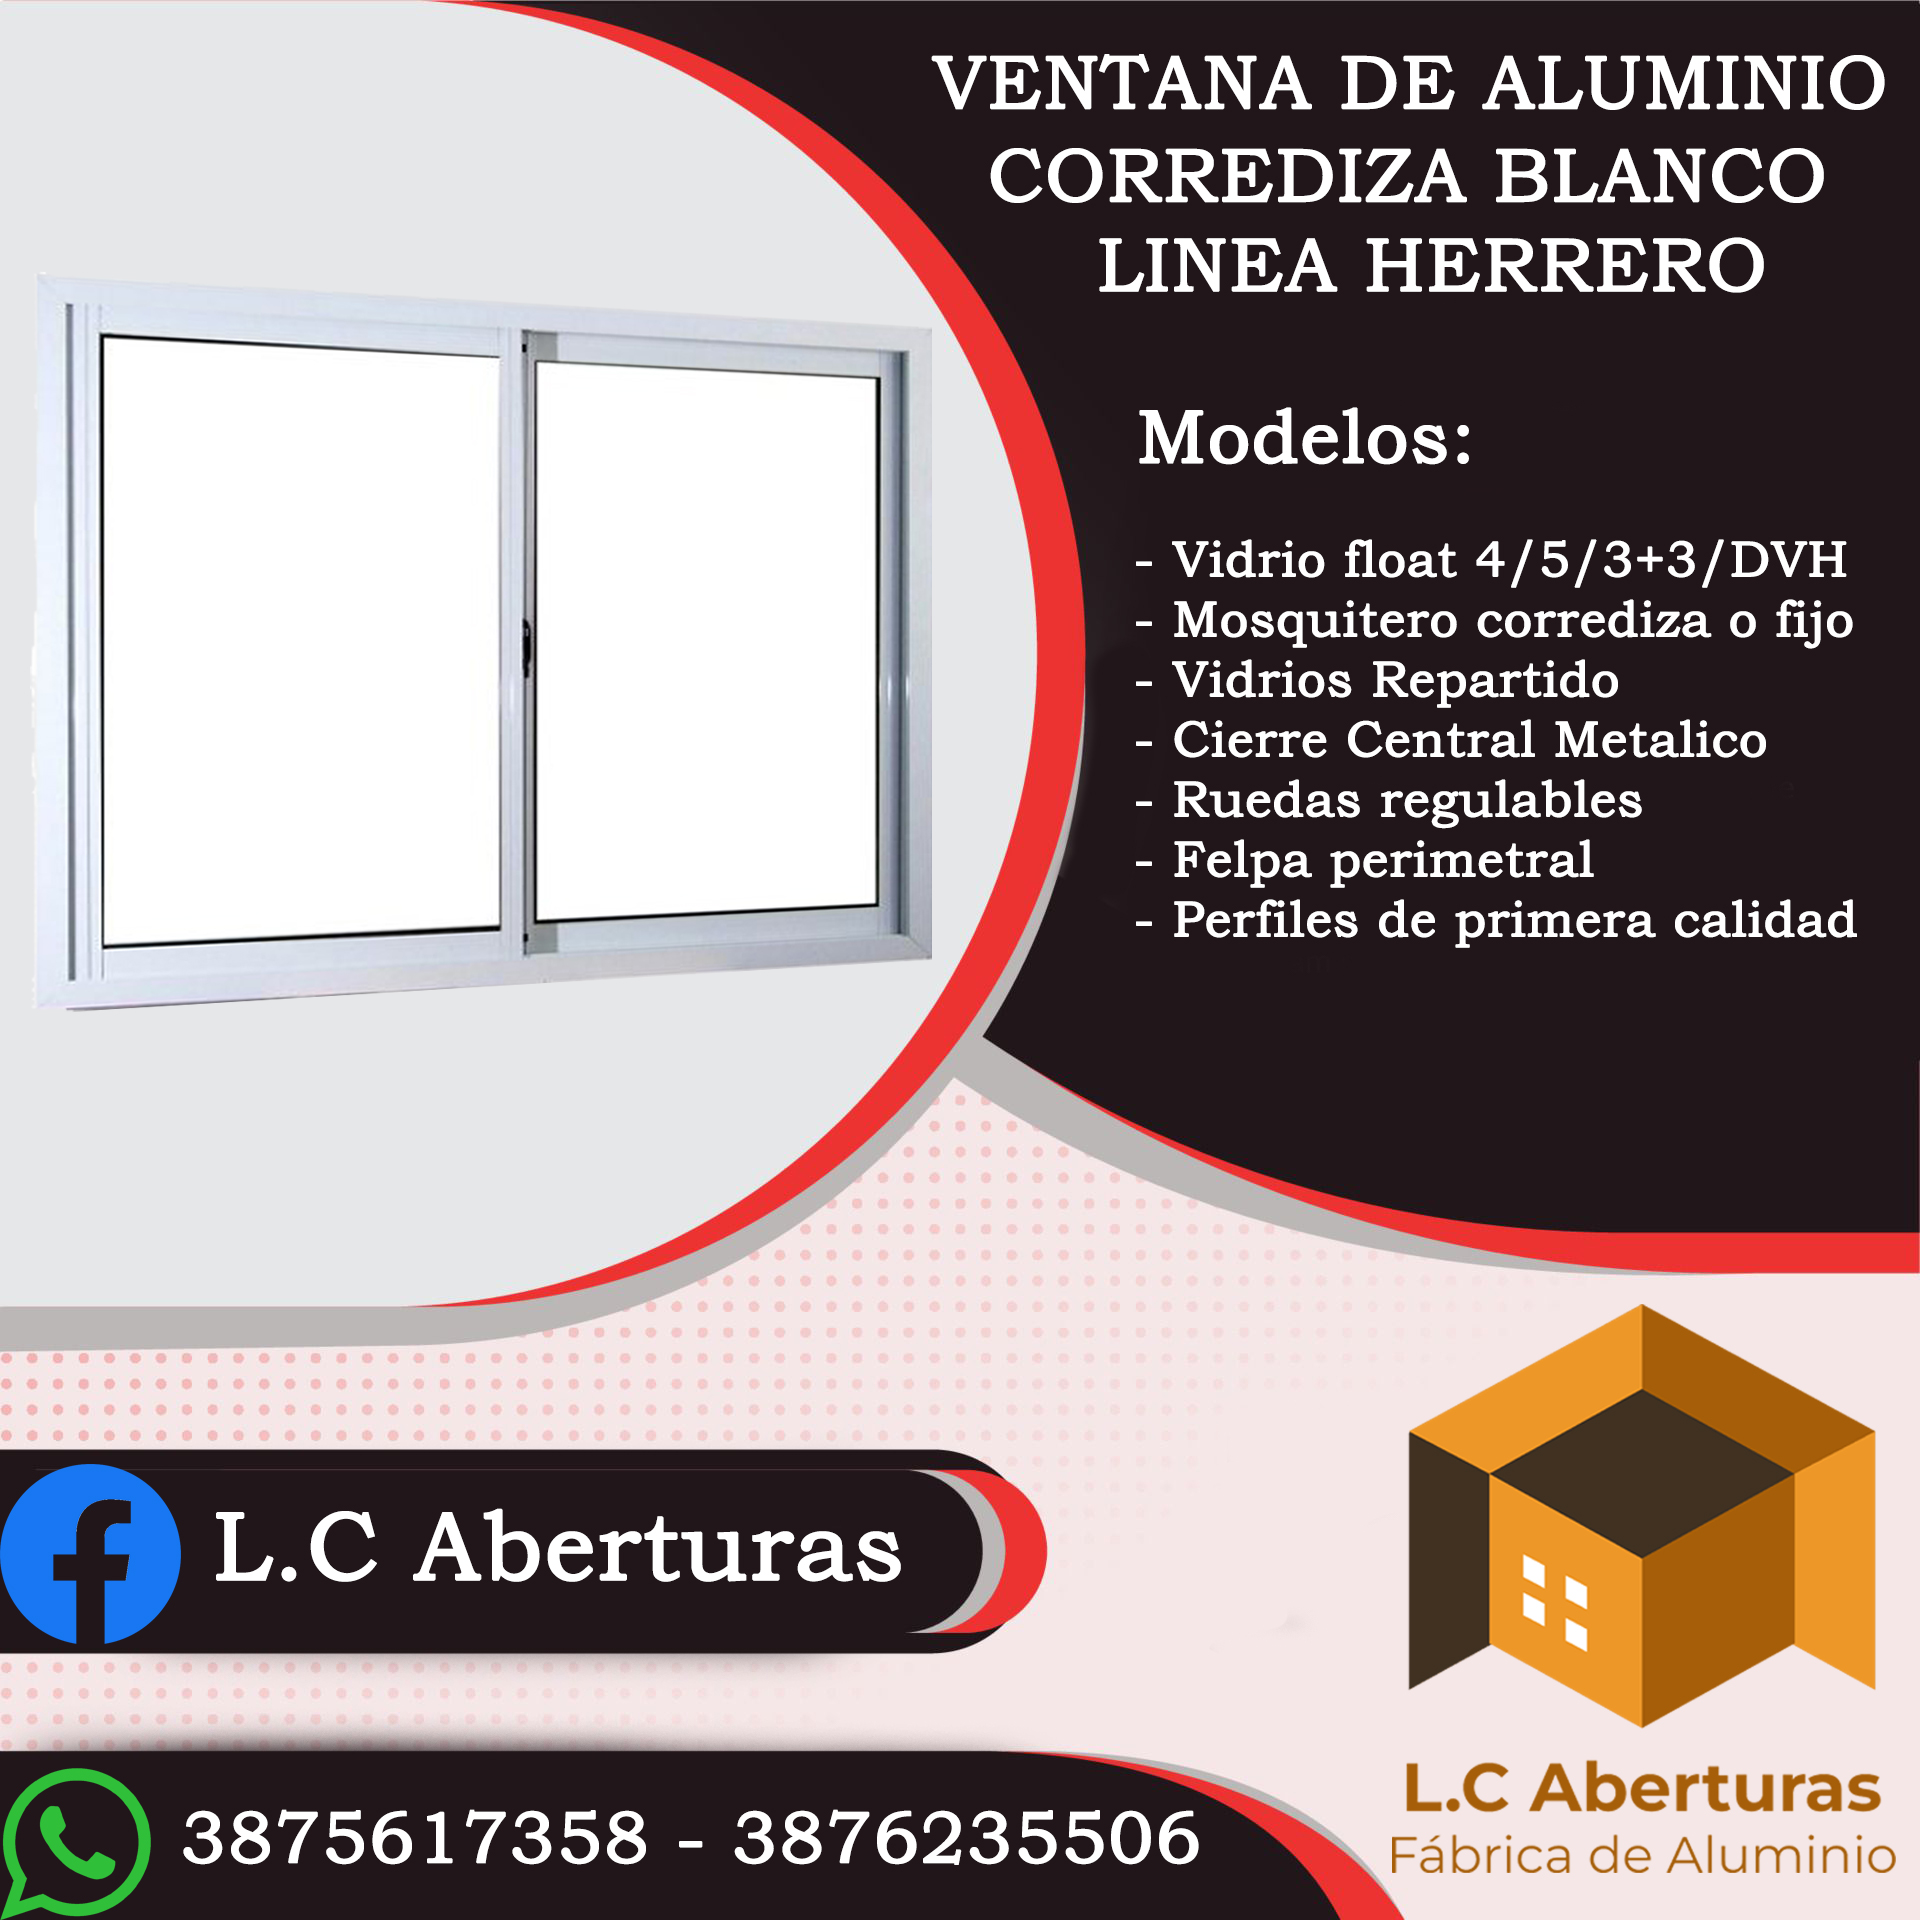 VENTANA DE ALUMINIO
CORREDIZA BLANCO
LINEA HERRERO
Modelos:
- Vidrio float 4/5/3+3/DVH
- Mosquitero corrediza o fijo
- Vidrios Repartido
- Cierre Central Metalico
- Ruedas regulables
- Felpa perimetral
- Perfiles de primera calidad
L.C Aberturas
3875617358 - 3876235506
L.C Aberturas
Fábrica de Aluminio